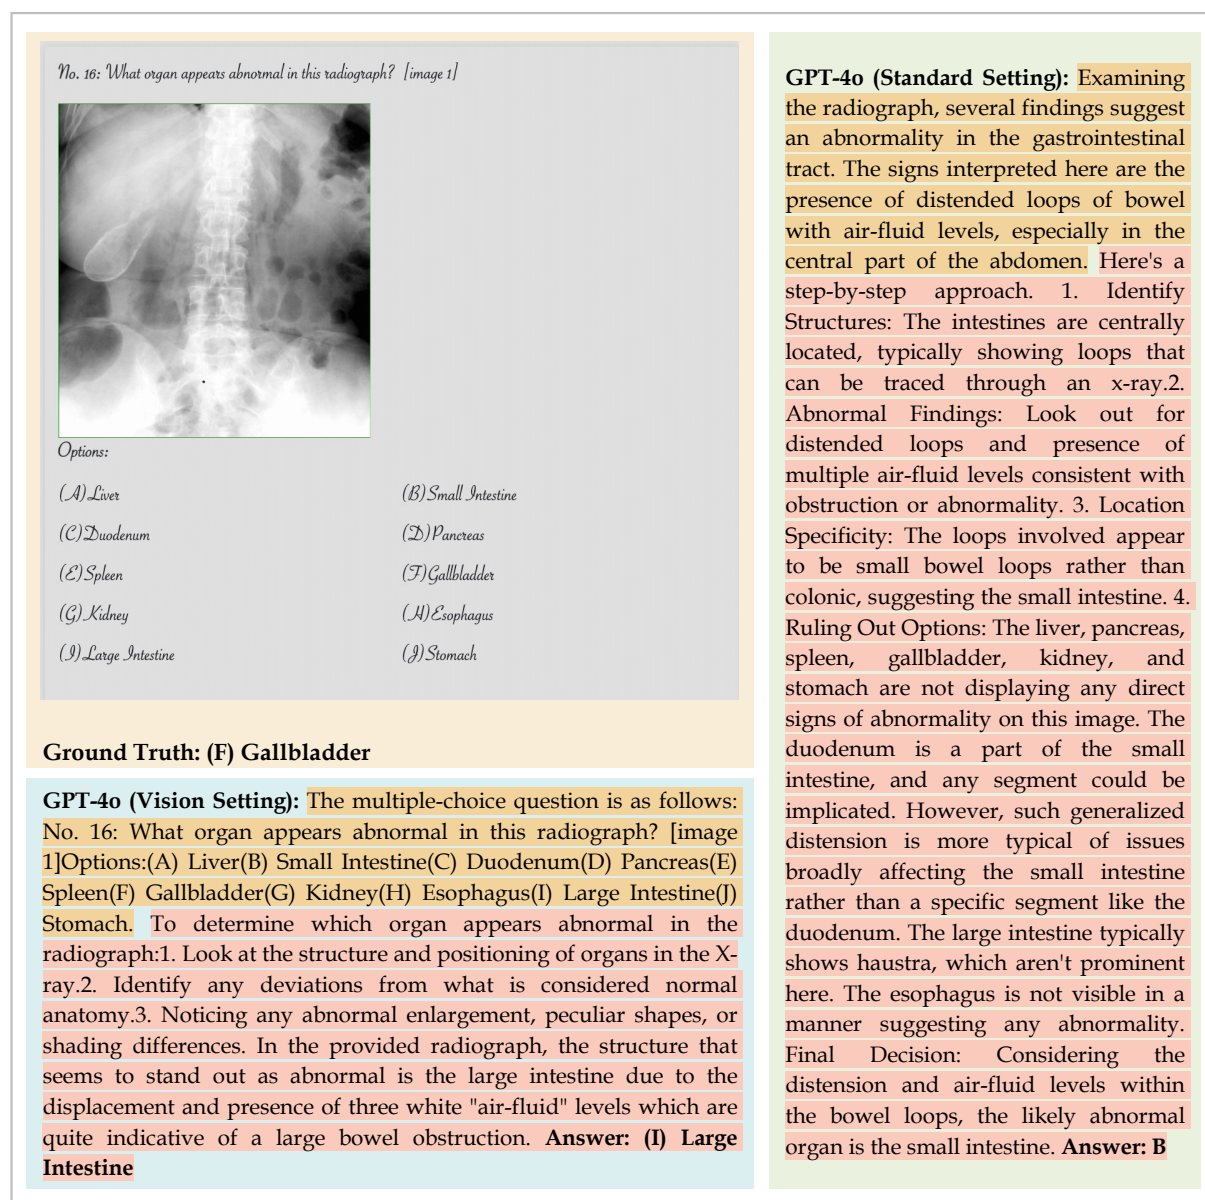 No. 16: What organ appears abnormal in this radiograph? [image 1]
Options:
(A)Liver
(B)Small Intestine
(C)Duodenum
(D)Pancreas
(E)Spleen
(F)Gallbladder
(G)Kidney
(H)Esophagus
(I)Large Intestine
(J)Stomach
Ground Truth: (F) Gallbladder
GPT-4o (Vision Setting): The multiple-choice question is as follows:
No. 16: What organ appears abnormal in this radiograph? [image
1]Options:(A) Liver(B) Small Intestine(C) Duodenum(D) Pancreas(E)
Spleen(F) Gallbladder(G) Kidney(H) Esophagus(I) Large Intestine(J)
Stomach. To determine which organ appears abnormal in the
radiograph:1. Look at the structure and positioning of organs in the X-
ray.2. Identify any deviations from what is considered normal
anatomy.3. Noticing any abnormal enlargement, peculiar shapes, or
shading differences. In the provided radiograph, the structure that
seems to stand out as abnormal is the large intestine due to the
displacement and presence of three white "air-fluid" levels which are
quite indicative of a large bowel obstruction. Answer: (I) Large
Intestine
GPT-4o (Standard Setting): Examining
the radiograph, several findings suggest
an abnormality in the gastrointestinal
tract. The signs interpreted here are the
presence of distended loops of bowel
with air-fluid levels, especially in the
central part of the abdomen. Here's a
step-by-step approach. 1. Identify
Structures: The intestines are centrally
located, typically showing loops that
can be traced through an x-ray.2.
Abnormal Findings: Look out for
distended loops and presence of
multiple air-fluid levels consistent with
obstruction or abnormality. 3. Location
Specificity: The loops involved appear
to be small bowel loops rather than
colonic, suggesting the small intestine. 4.
Ruling Out Options: The liver, pancreas,
spleen, gallbladder, kidney, and
stomach are not displaying any direct
signs of abnormality on this image. The
duodenum is a part of the small
intestine, and any segment could be
implicated. However, such generalized
distension is more typical of issues
broadly affecting the small intestine
rather than a specific segment like the
duodenum. The large intestine typically
shows haustra, which aren't prominent
here. The esophagus is not visible in a
manner suggesting any abnormality.
Final Decision: Considering the
distension and air-fluid levels within
the bowel loops, the likely abnormal
organ is the small intestine. Answer: B